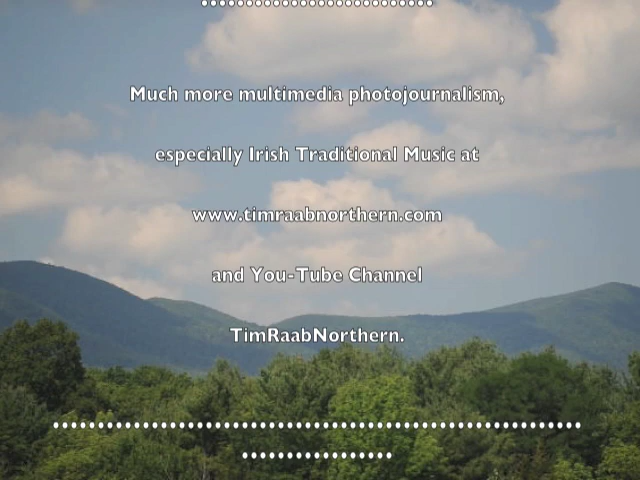 Much more multimedia photojournalism,
especially Irish Traditional Music at
www.timraabnorthern.com
and You-Tube Channel
TimRaabNorthern.